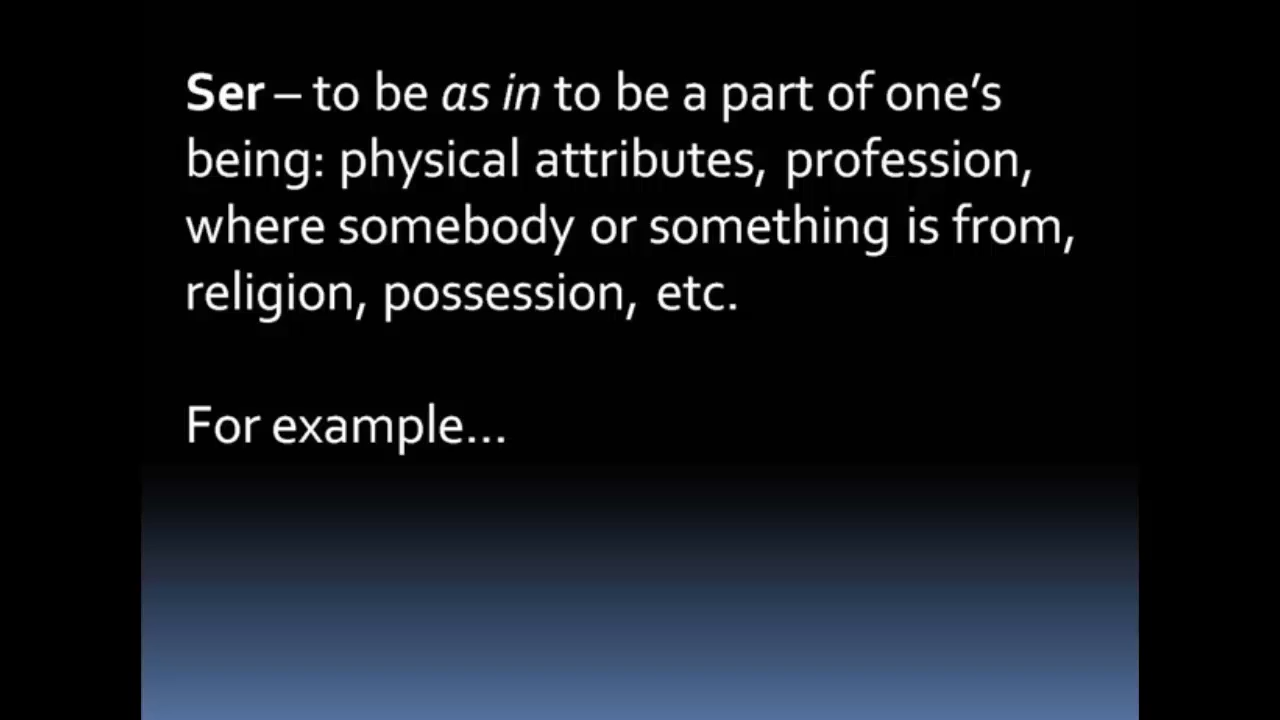 Ser – to be as in to be a part of one’s
being: physical attributes, profession,
where somebody or something is from,
religion, possession, etc.
For example…